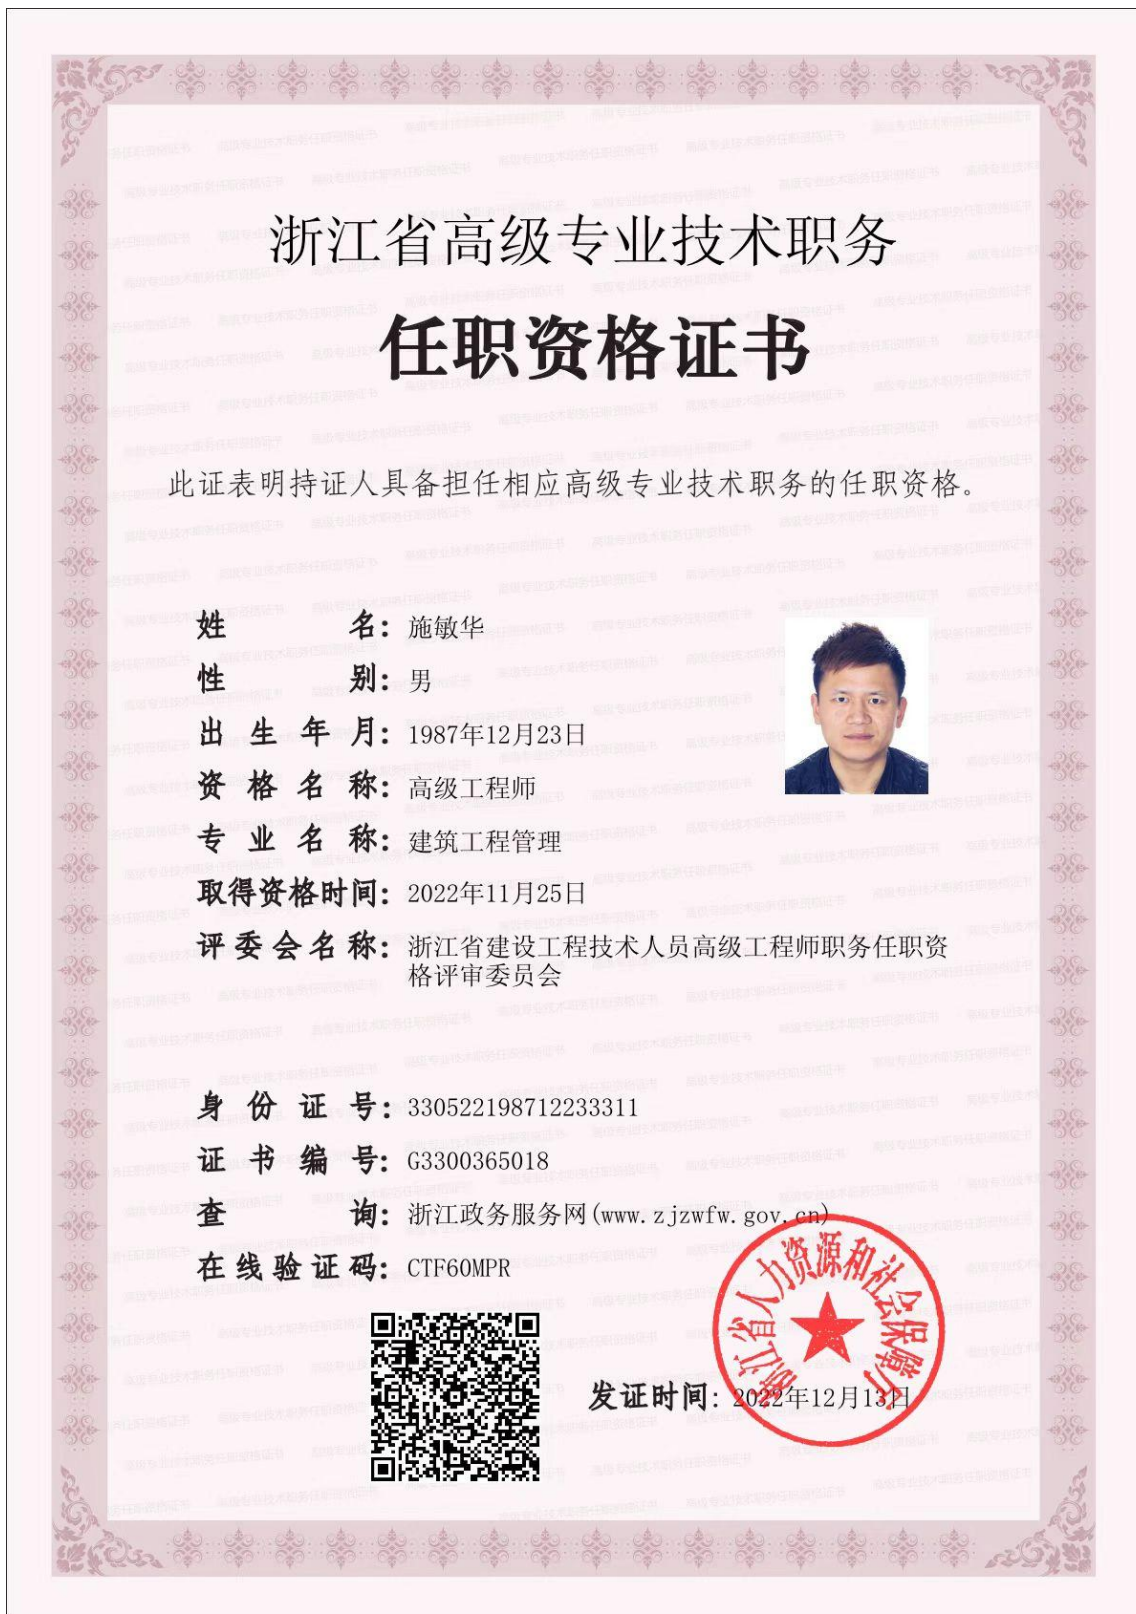 浙江省高级专业技术职务
任职资格证书
此证表明持证人具备担任相应高级专业技术职务的任职资格。
姓名：施敏华
性别：男
出生年月：1987年12月23日
资格名称：高级工程师
专业名称：建筑工程管理
取得资格时间：2022年11月25日
评委会名称：浙江省建设工程技术人员高级工程师职务任职资
格评审委员会
身份证号：330522198712233311
证书编号：G3300365018
查询：浙江政务服务网(www.zjzwfw.gov.cn)
在线验证码：CTF60MPR
浙江省人力资源和社会保障厅
发证时间：2022年12月13日